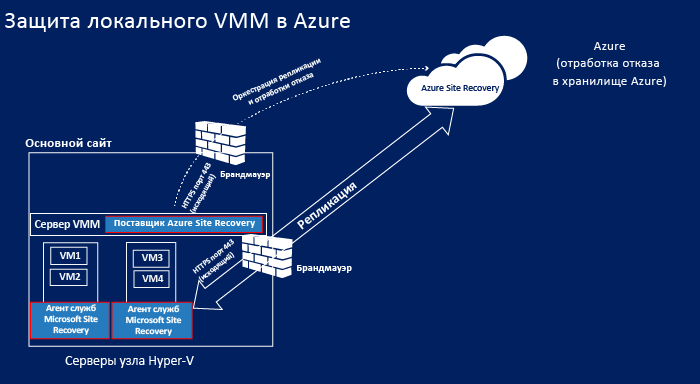 Защита локального VMM в Azure
Azure
(отработка отказа
в хранилище Azure)
Оркестрация репликации
и отработки отказа
Azure Site Recovery
Основной сайт
Брандмауэр
HTTPS порт 443
(исходящий)
Репликация
Сервер VMM
Поставщик Azure Site Recovery
HTTPS порт 443
(исходящий)
Брандмауэр
VM1
VM2
VM3
VM4
Агент служб
Microsoft Site
Recovery
Агент служб
Microsoft Site
Recovery
Серверы узла Hyper-V